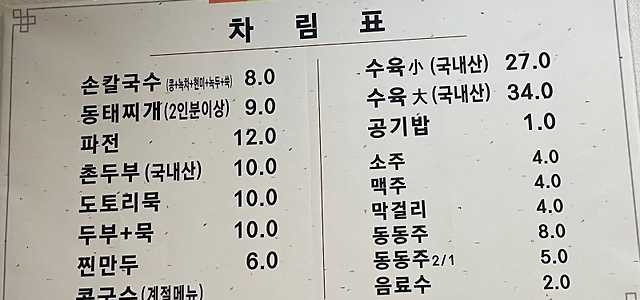 차림표
손칼국수 (콩+녹차+현미+녹두+쑥) 8.0
동태찌개 (2인분이상) 9.0
파전 12.0
촌두부 (국내산) 10.0
도토리묵 10.0
두부+묵 10.0
찐만두 6.0
콩국수 (계절메뉴)
수육 小 (국내산) 27.0
수육 大 (국내산) 34.0
공기밥 1.0
소주 4.0
맥주 4.0
막걸리 4.0
동동주 8.0
동동주 2/1 5.0
음료수 2.0